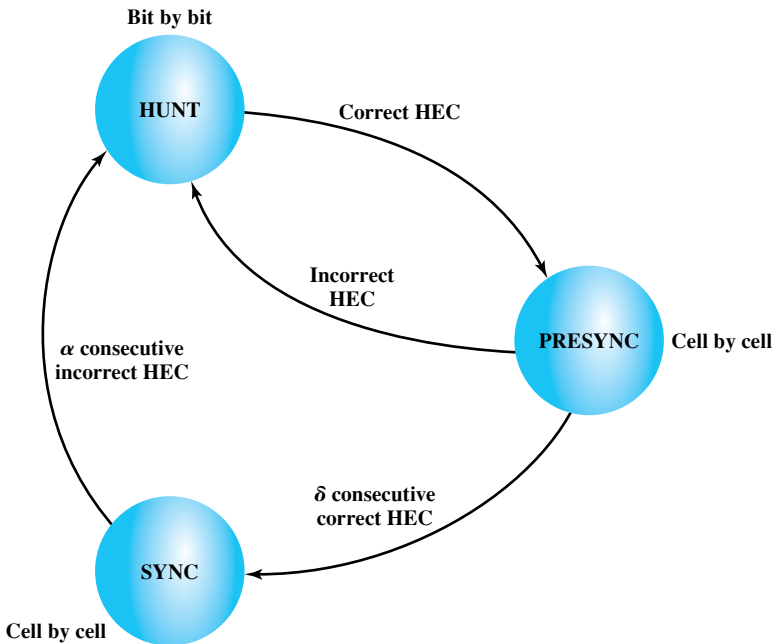 Bit by bit
HUNT
Correct HEC
Incorrect
HEC
PRESYNC
Cell by cell
α consecutive
incorrect HEC
δ consecutive
correct HEC
SYNC
Cell by cell